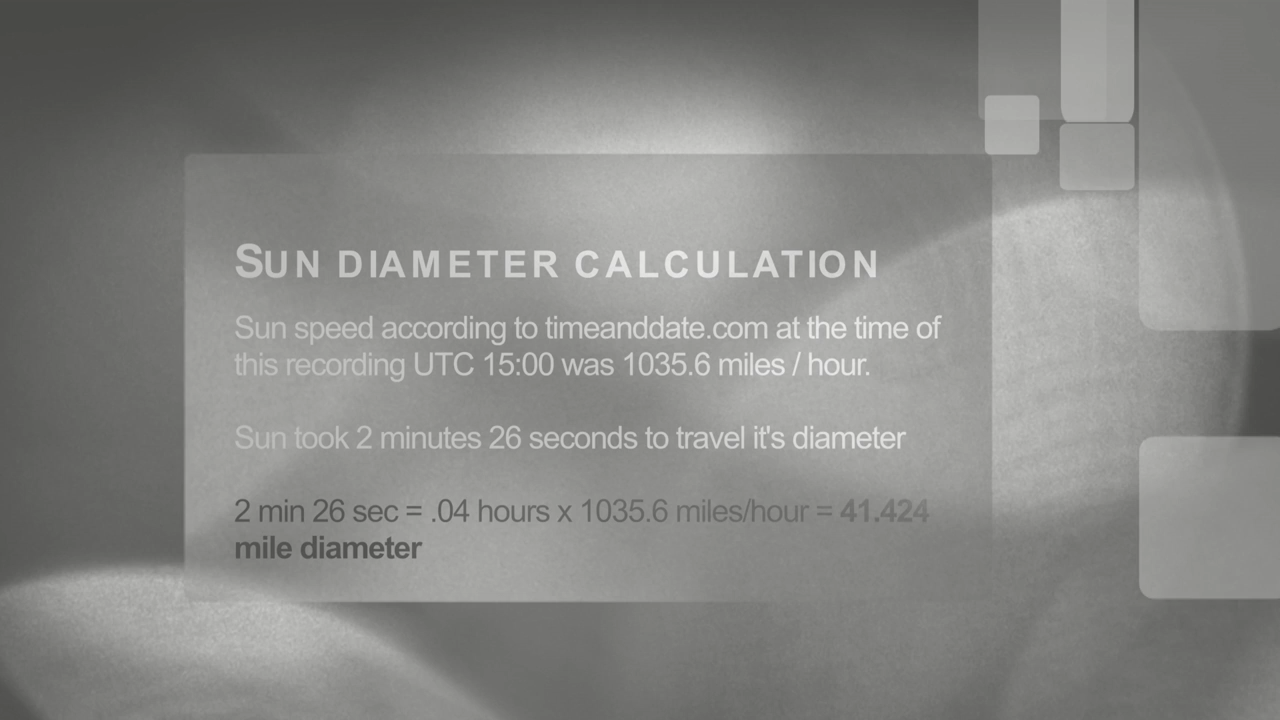 SUN DIAMETER CALCULATION
Sun speed according to timeanddate.com at the time of
this recording UTC 15:00 was 1035.6 miles / hour.
Sun took 2 minutes 26 seconds to travel it's diameter
2 min 26 sec = .04 hours x 1035.6 miles/hour = 41.424
mile diameter